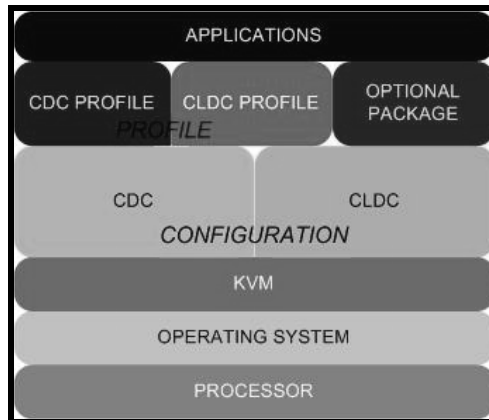 APPLICATIONS
CDC PROFILE CLDC PROFILE OPTIONAL
PACKAGE
PROFILE
CDC CLDC
CONFIGURATION
KVM
OPERATING SYSTEM
PROCESSOR